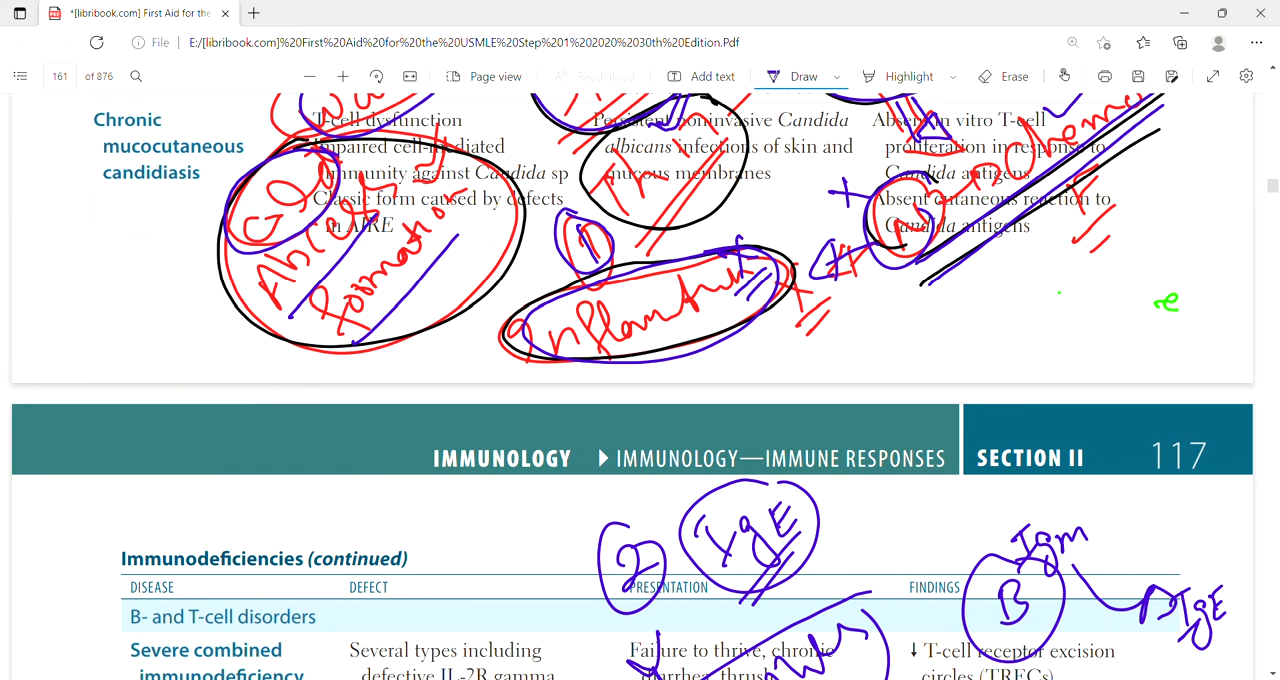 *[libribook.com] First Aid for the
File E:/[libribook.com]%20First%20Aid%20for%20the%20USMLE%20Step%201%202020%2030th%20Edition.Pdf
161 of 876 Page view Read aloud Add text Draw Highlight Erase
Chronic
mucocutaneous
candidiasis
T-cell dysfunction
Impaired cell-mediated
immunity against Candida sp
Classic form caused by defects
in AIRE
Persistent noninvasive Candida
albicans infections of skin and
mucous membranes
Absent in vitro T-cell
proliferation in response to
Candida antigens
Absent cutaneous reaction to
Candida antigens
Cold
Abscess
Formation
TH
1
N
IMMUNOLOGY ▶ IMMUNOLOGY—IMMUNE RESPONSES SECTION II 117
2
IgE
IgM
B
IgE
Immunodeficiencies (continued)
DISEASE DEFECT PRESENTATION FINDINGS
B- and T-cell disorders
Severe combined
immunodeficiency
Several types including
defective IL-2R gamma
Failure to thrive, chronic
diarrhea, thrush
↓ T-cell receptor excision
circles (TRECs)